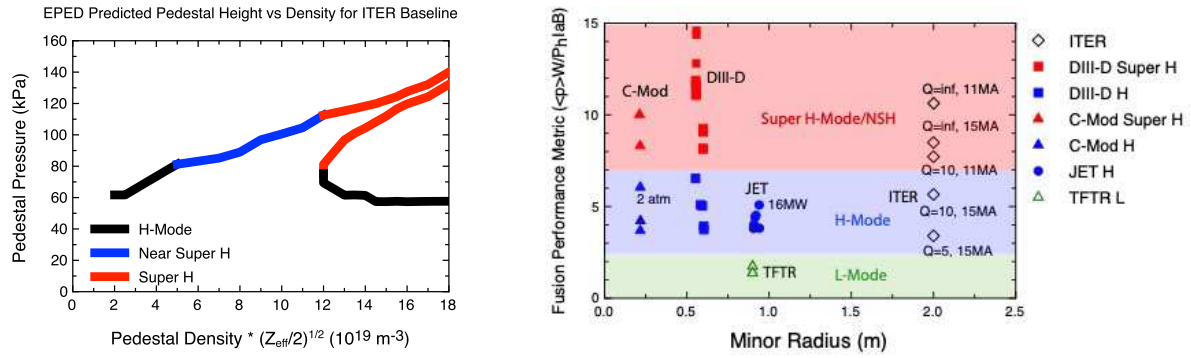 EPED Predicted Pedestal Height vs Density for ITER Baseline
160
140
120
100
80
60
40
20
0
Pedestal Pressure (kPa)
H-Mode
Near Super H
Super H
0 2 4 6 8 10 12 14 16 18
Pedestal Density * (Zeff/2)1/2 (1019 m-3)
15
10
5
0
Fusion Performance Metric (<p>W/PhIaB)
C-Mod
DIII-D
Q=inf, 11MA
Super H-Mode/NSH
Q=inf, 15MA
Q=10, 11MA
2 atm
JET
16MW
ITER
H-Mode
Q=10, 15MA
Q=5, 15MA
TFTR
L-Mode
0.0 0.5 1.0 1.5 2.0 2.5
Minor Radius (m)
ITER
DIII-D Super H
DIII-D H
C-Mod Super H
C-Mod H
JET H
TFTR L